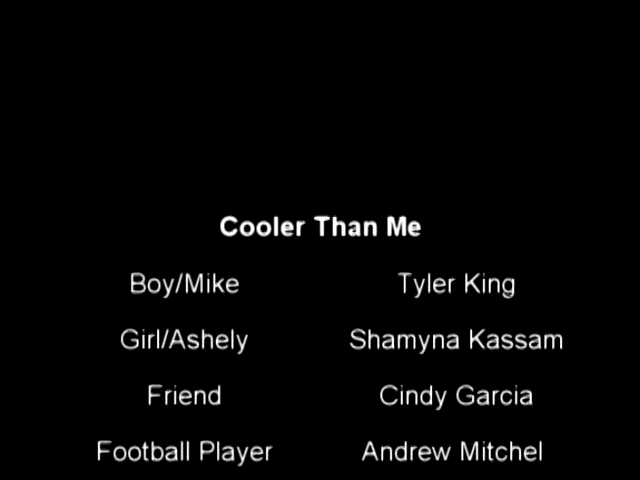 Cooler Than Me
Boy/Mike Tyler King
Girl/Ashely Shamyna Kassam
Friend Cindy Garcia
Football Player Andrew Mitchel